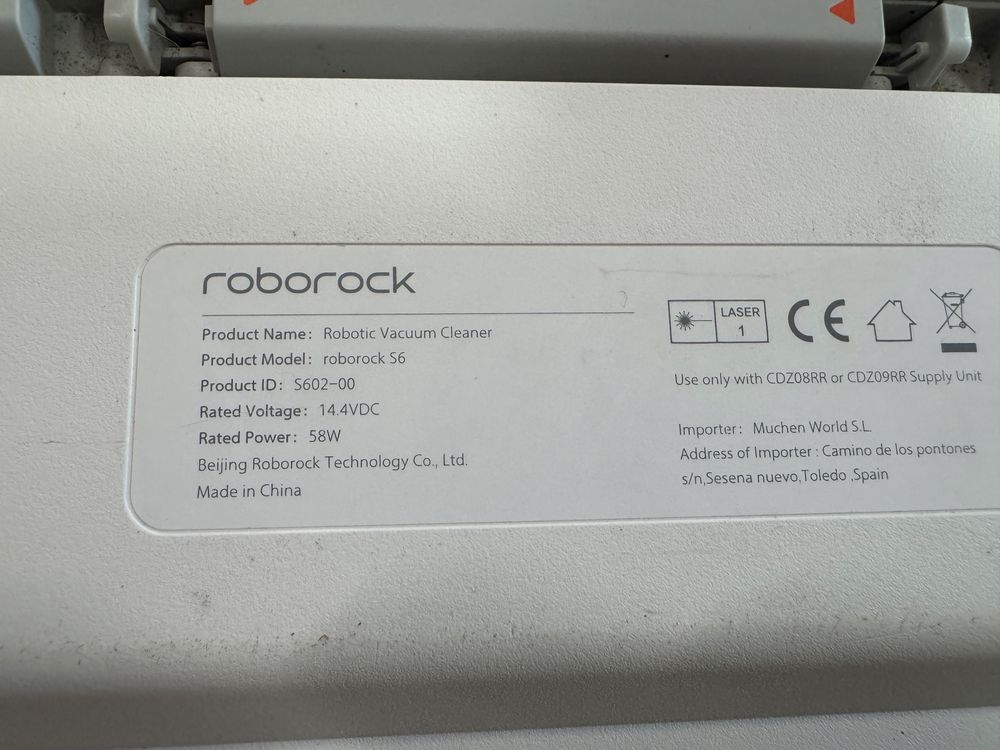 roborock
Product Name: Robotic Vacuum Cleaner
Product Model: roborock S6
Product ID: S602-00
Rated Voltage: 14.4VDC
Rated Power: 58W
Beijing Roborock Technology Co., Ltd.
Made in China
LASER
1
CE
Use only with CDZ08RR or CDZ09RR Supply Unit
Importer: Muchen World S.L.
Address of Importer : Camino de los pontones
s/n,Sesena nuevo,Toledo ,Spain